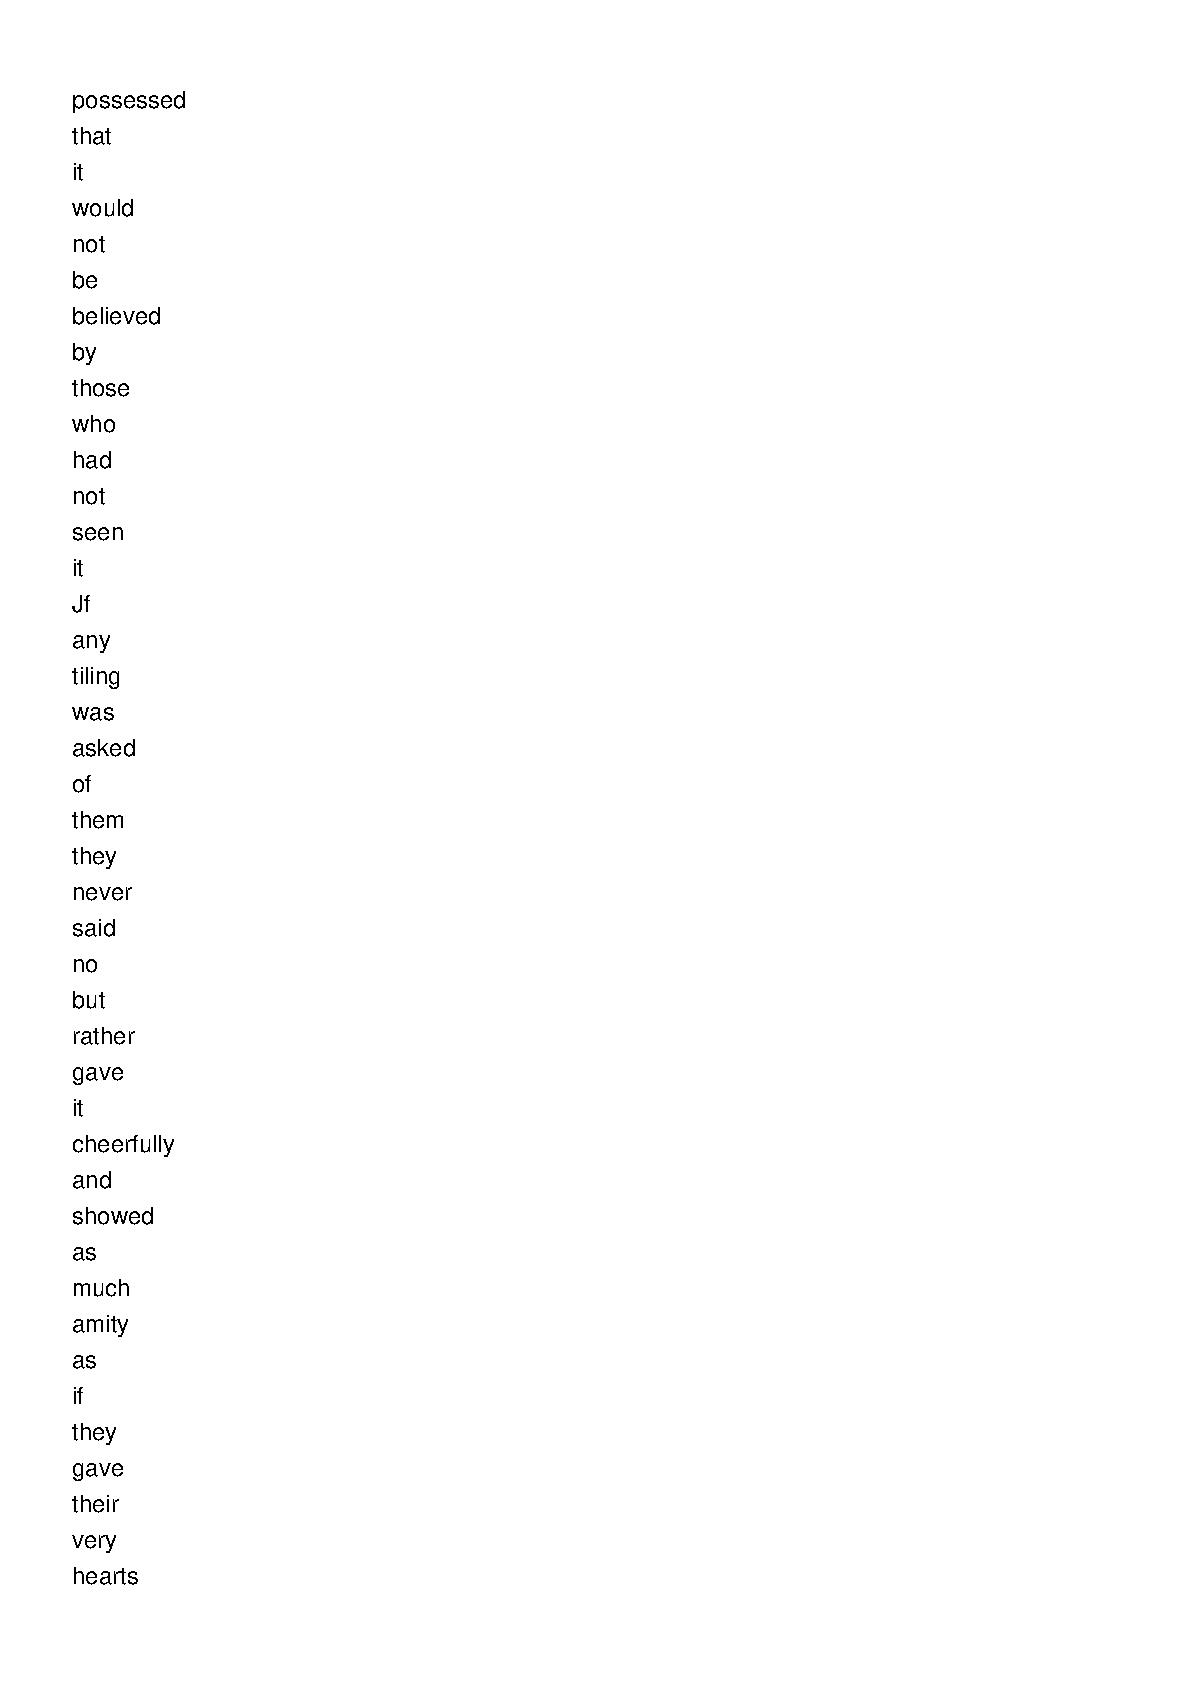 possessed
that
it
would
not
be
believed
by
those
who
had
not
seen
it
Jf
any
tiling
was
asked
of
them
they
never
said
no
but
rather
gave
it
cheerfully
and
showed
as
much
amity
as
if
they
gave
their
very
hearts